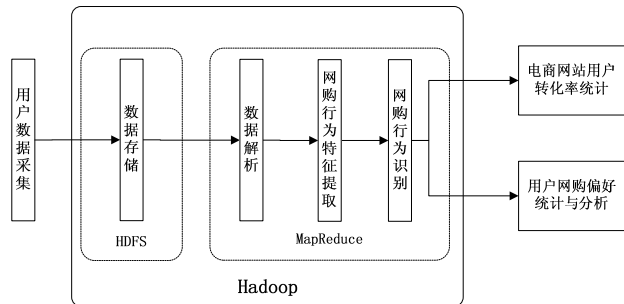 用户数据采集
数据存储
HDFS
数据解析
网购行为特征提取
网购行为识别
MapReduce
Hadoop
电商网站用户
转化率统计
用户网购偏好
统计与分析